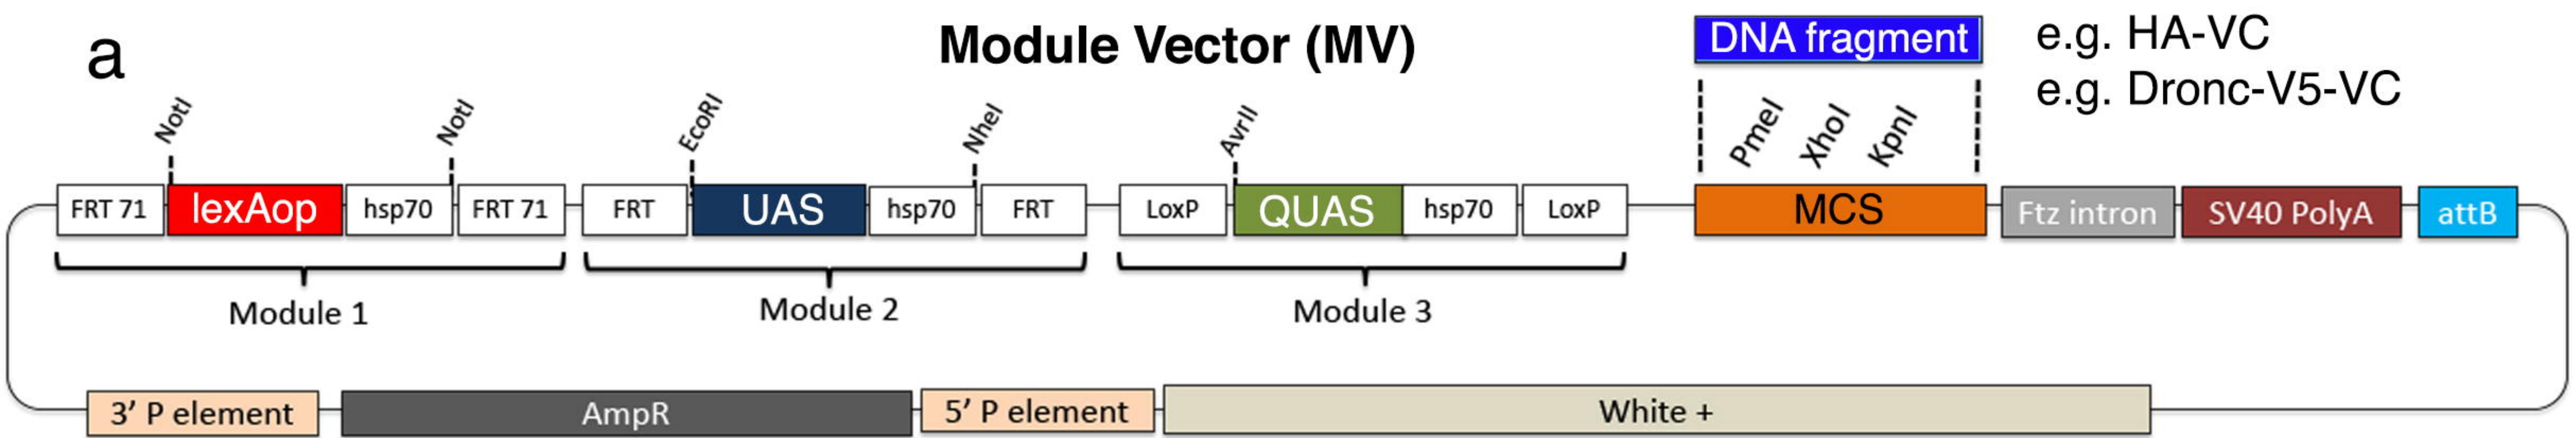 a
Module Vector (MV)
DNA fragment
e.g. HA-VC
e.g. Dronc-V5-VC
NotI
NotI
EcoRI
NheI
AvrII
PmeI
XhoI
KpnI
FRT 71
lexAop
hsp70
FRT 71
FRT
UAS
hsp70
FRT
LoxP
QUAS
hsp70
LoxP
MCS
Ftz intron
SV40 PolyA
attB
Module 1
Module 2
Module 3
3’ P element
AmpR
5’ P element
White +